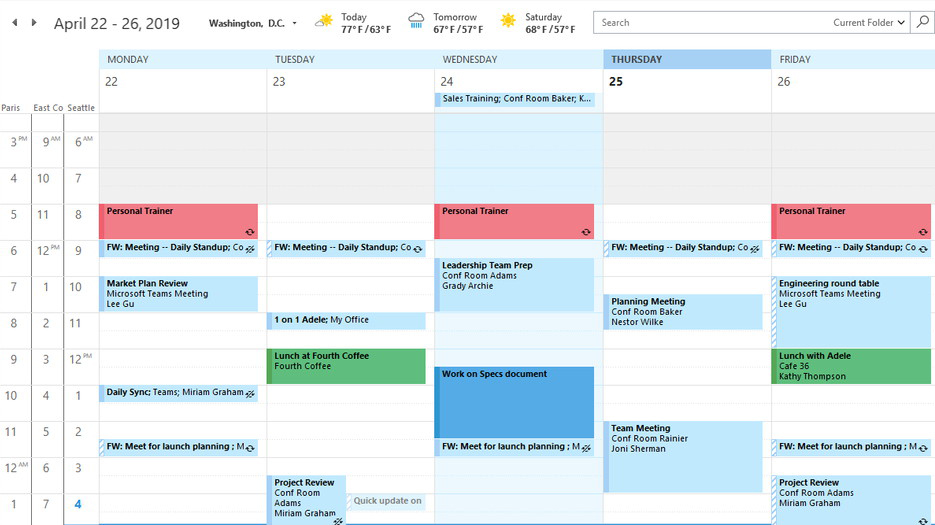 April 22 - 26, 2019
Washington, D.C.
Today
77°F/63°F
Tomorrow
67°F/57°F
Saturday
68°F/57°F
Search
Current Folder
MONDAY
TUESDAY
WEDNESDAY
THURSDAY
FRIDAY
22
23
24
25
26
Sales Training; Conf Room Baker; K...
Paris
East Co
Seattle
3 PM 9 AM 6 AM
4 10 7
5 11 8
6 12 PM 9
7 1 10
8 2 11
9 3 12 PM
10 4 1
11 5 2
12 AM 6 3
1 7 4
Personal Trainer
FW: Meeting -- Daily Standup; Co
Market Plan Review
Microsoft Teams Meeting
Lee Gu
Daily Sync; Teams; Miriam Graham
FW: Meet for launch planning ; M
FW: Meeting -- Daily Standup; Co
1 on 1 Adele; My Office
Lunch at Fourth Coffee
Fourth Coffee
Project Review
Conf Room
Adams
Miriam Graham
Quick update on
Personal Trainer
Leadership Team Prep
Conf Room Adams
Grady Archie
Work on Specs document
FW: Meet for launch planning ; M
FW: Meeting -- Daily Standup; Co
Planning Meeting
Conf Room Baker
Nestor Wilke
Team Meeting
Conf Room Rainier
Joni Sherman
Personal Trainer
FW: Meeting -- Daily Standup; Co
Engineering round table
Microsoft Teams Meeting
Lee Gu
Lunch with Adele
Cafe 36
Kathy Thompson
FW: Meet for launch planning ; M
Project Review
Conf Room Adams
Miriam Graham